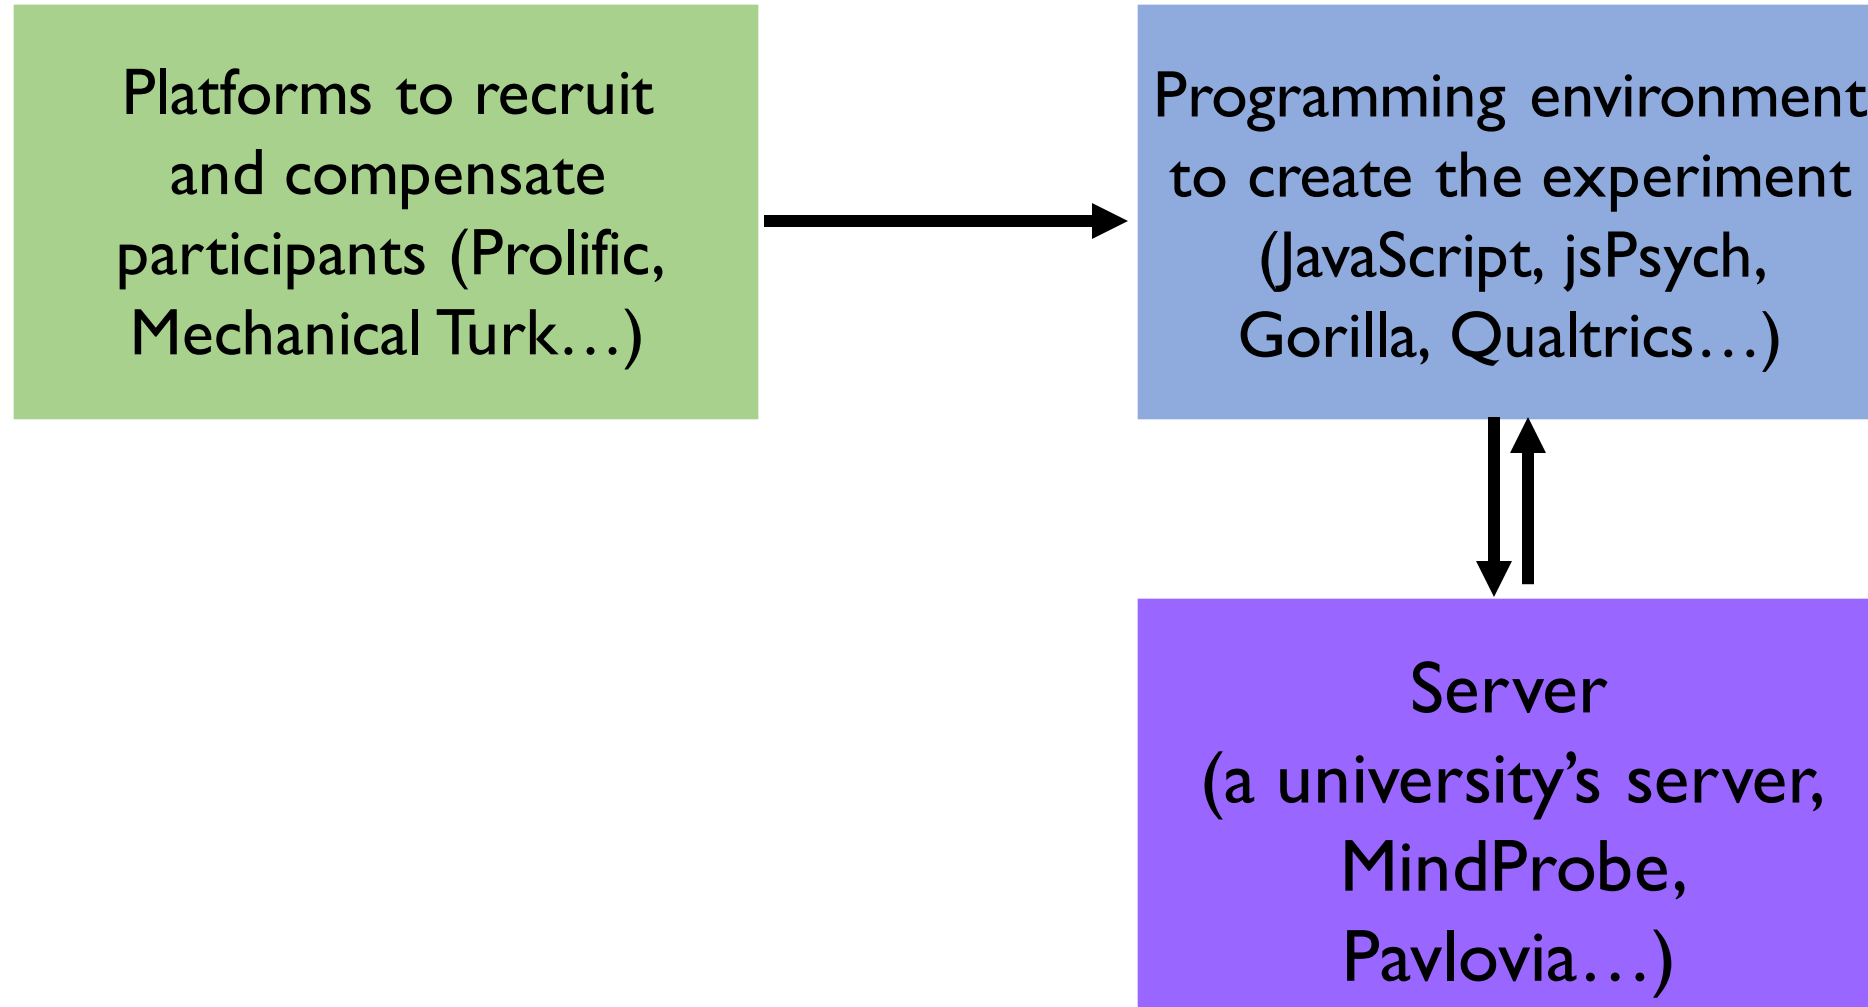 Platforms to recruit
and compensate
participants (Prolific,
Mechanical Turk…)
Programming environment
to create the experiment
(JavaScript, jsPsych,
Gorilla, Qualtrics…)
Server
(a university’s server,
MindProbe,
Pavlovia…)